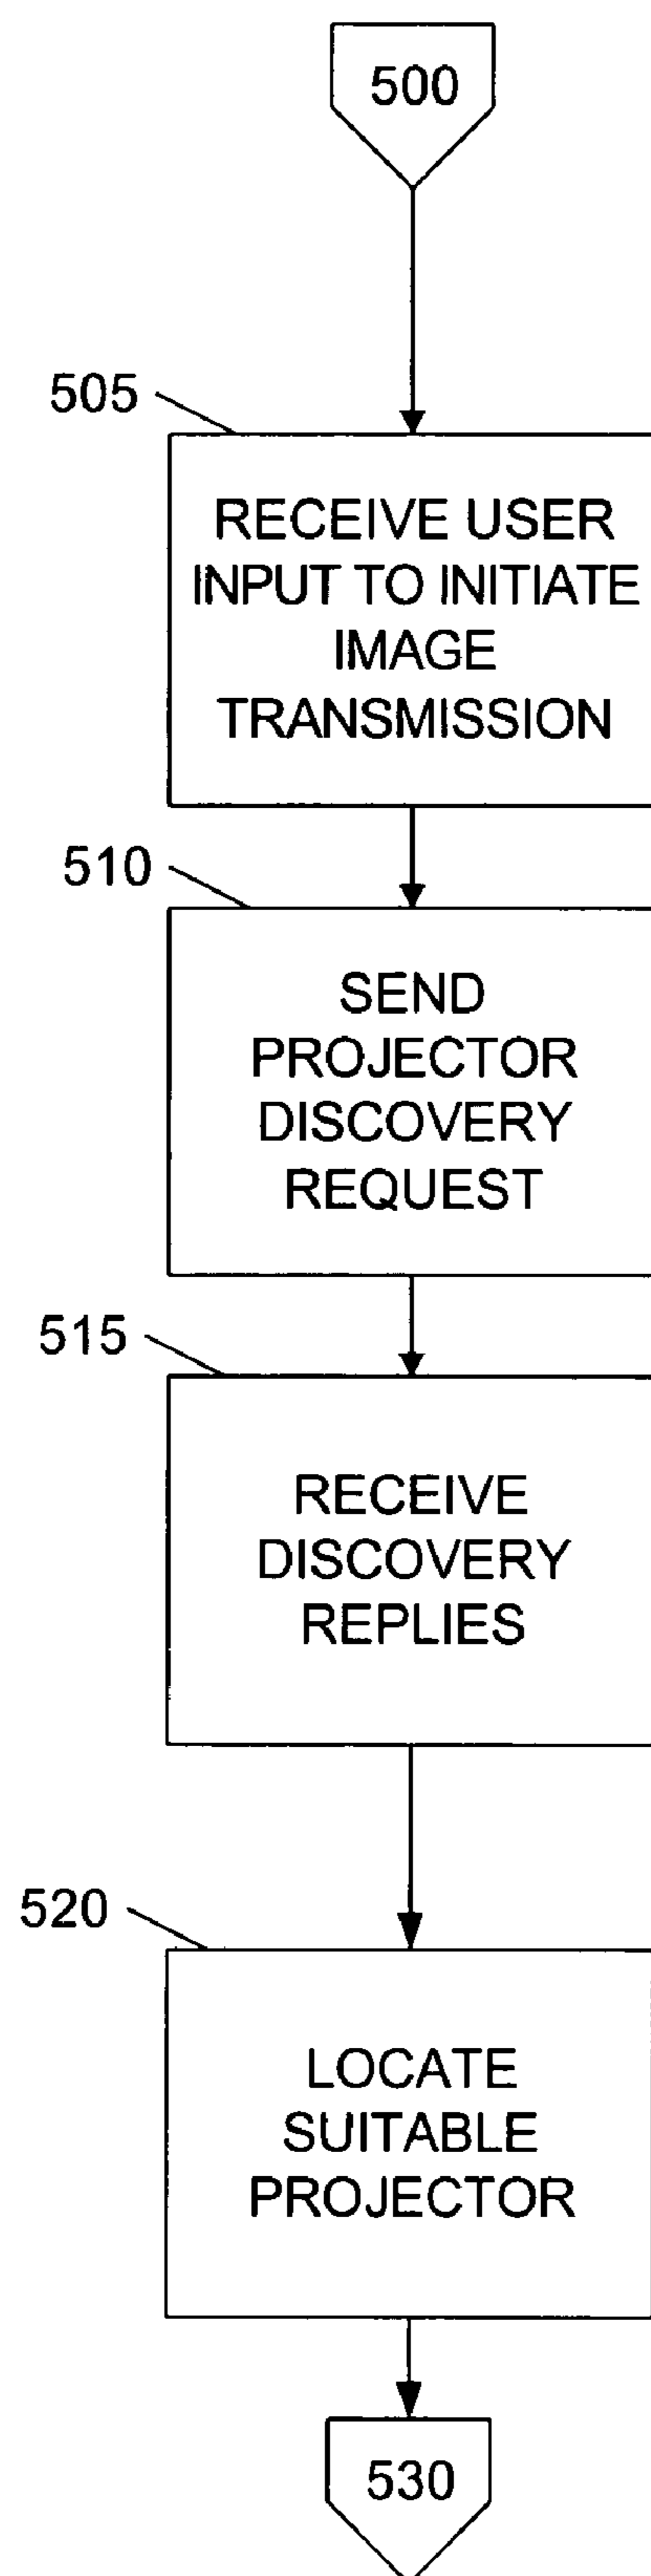 500
505
RECEIVE USER
INPUT TO INITIATE
IMAGE
TRANSMISSION
510
SEND
PROJECTOR
DISCOVERY
REQUEST
515
RECEIVE
DISCOVERY
REPLIES
520
LOCATE
SUITABLE
PROJECTOR
530